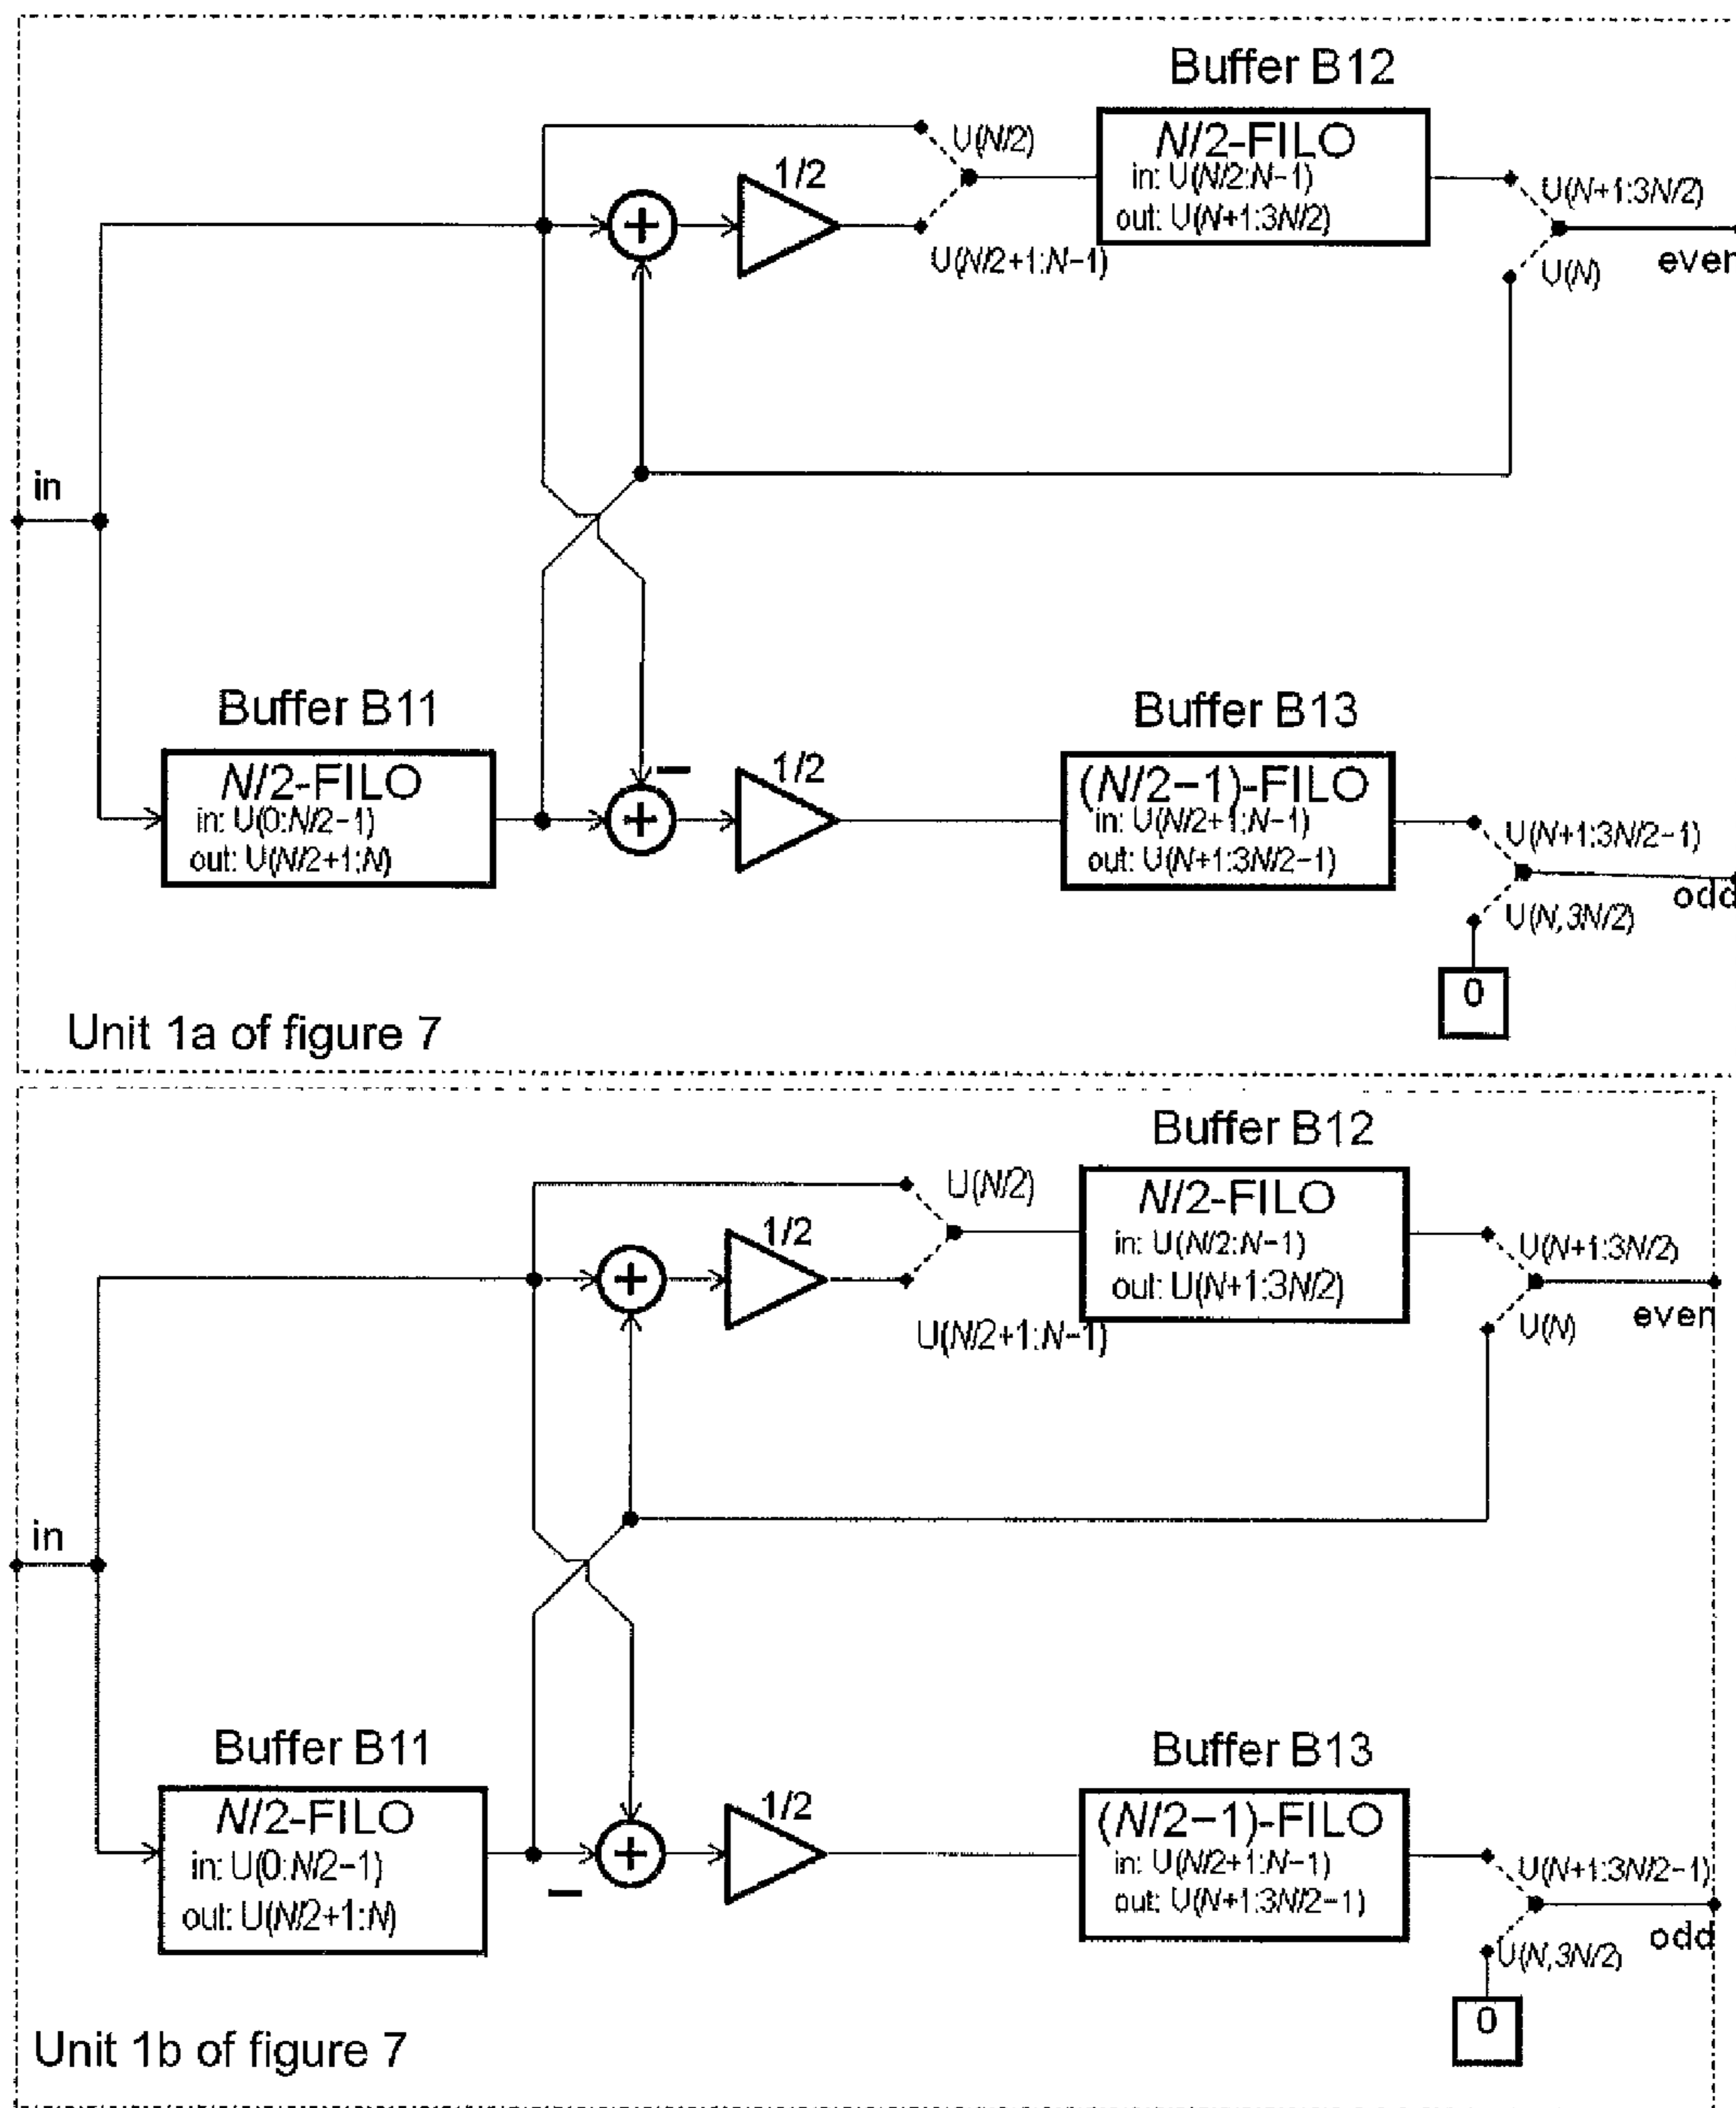 Buffer B12
N/2-FILO
in: U(N/2:N−1)
out: U(N+1:3N/2)
U(N/2)
1/2
+
U(N/2+1:N−1)
U(N+1:3N/2)
even
U(N)
in
Buffer B11
N/2-FILO
in: U(0:N/2−1)
out: U(N/2+1:N)
−
+
1/2
Buffer B13
(N/2−1)-FILO
in: U(N/2+1:N−1)
out: U(N+1:3N/2−1)
U(N+1:3N/2−1)
odd
U(N,3N/2)
0
Unit 1a of figure 7
Buffer B12
N/2-FILO
in: U(N/2:N−1)
out: U(N+1:3N/2)
U(N/2)
1/2
+
U(N/2+1:N−1)
U(N+1:3N/2)
even
U(N)
in
Buffer B11
N/2-FILO
in: U(0:N/2−1)
out: U(N/2+1:N)
−
+
1/2
Buffer B13
(N/2−1)-FILO
in: U(N/2+1:N−1)
out: U(N+1:3N/2−1)
U(N+1:3N/2−1)
odd
U(N,3N/2)
0
Unit 1b of figure 7